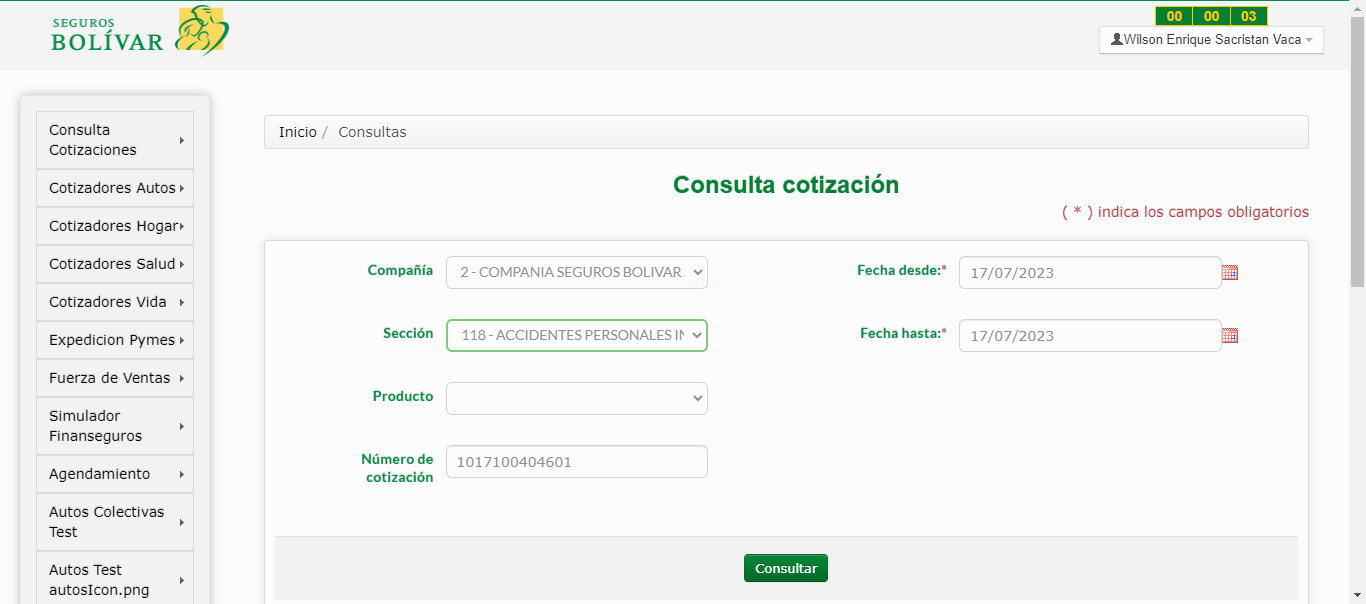 SEGUROS
BOLÍVAR
00 00 03
Wilson Enrique Sacristan Vaca
Consulta
Cotizaciones
Cotizadores Autos
Cotizadores Hogar
Cotizadores Salud
Cotizadores Vida
Expedicion Pymes
Fuerza de Ventas
Simulador
Finanseguros
Agendamiento
Autos Colectivas
Test
Autos Test
autosIcon.png
Inicio / Consultas
Consulta cotización
( * ) indica los campos obligatorios
Compañía 2 - COMPANIA SEGUROS BOLIVAR
Fecha desde:* 17/07/2023
Sección 118 - ACCIDENTES PERSONALES IN
Fecha hasta:* 17/07/2023
Producto
Número de
cotización
1017100404601
Consultar